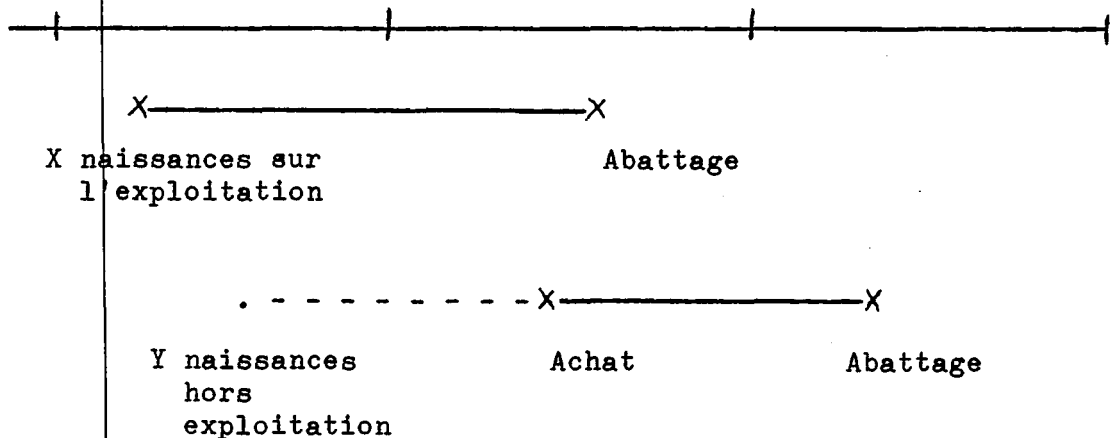 X naissances sur
l'exploitation
Abattage
Y naissances
hors
exploitation
Achat
Abattage